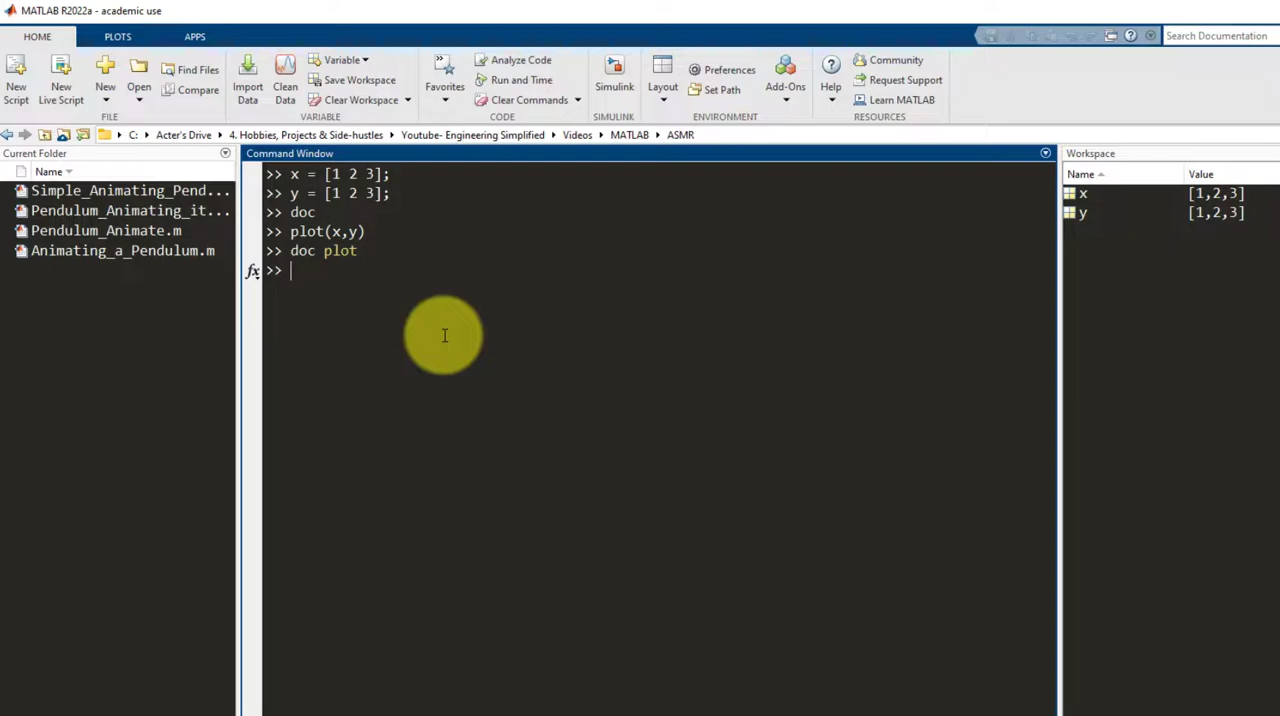 MATLAB R2022a - academic use
HOME PLOTS APPS
Search Documentation
New Script
New Live Script
New
Open
Find Files
Compare
FILE
Import Data
Clean Data
Variable
Save Workspace
Clear Workspace
VARIABLE
Favorites
Analyze Code
Run and Time
Clear Commands
CODE
Simulink
SIMULINK
Layout
Preferences
Set Path
Add-Ons
ENVIRONMENT
Help
Community
Request Support
Learn MATLAB
RESOURCES
C: Acter's Drive 4. Hobbies, Projects & Side-hustles Youtube- Engineering Simplified Videos MATLAB ASMR
Current Folder
Name
Simple_Animating_Pend...
Pendulum_Animating_it...
Pendulum_Animate.m
Animating_a_Pendulum.m
Command Window
>> x = [1 2 3];
>> y = [1 2 3];
>> doc
>> plot(x,y)
>> doc plot
fx >>
Workspace
Name Value
x [1,2,3]
y [1,2,3]